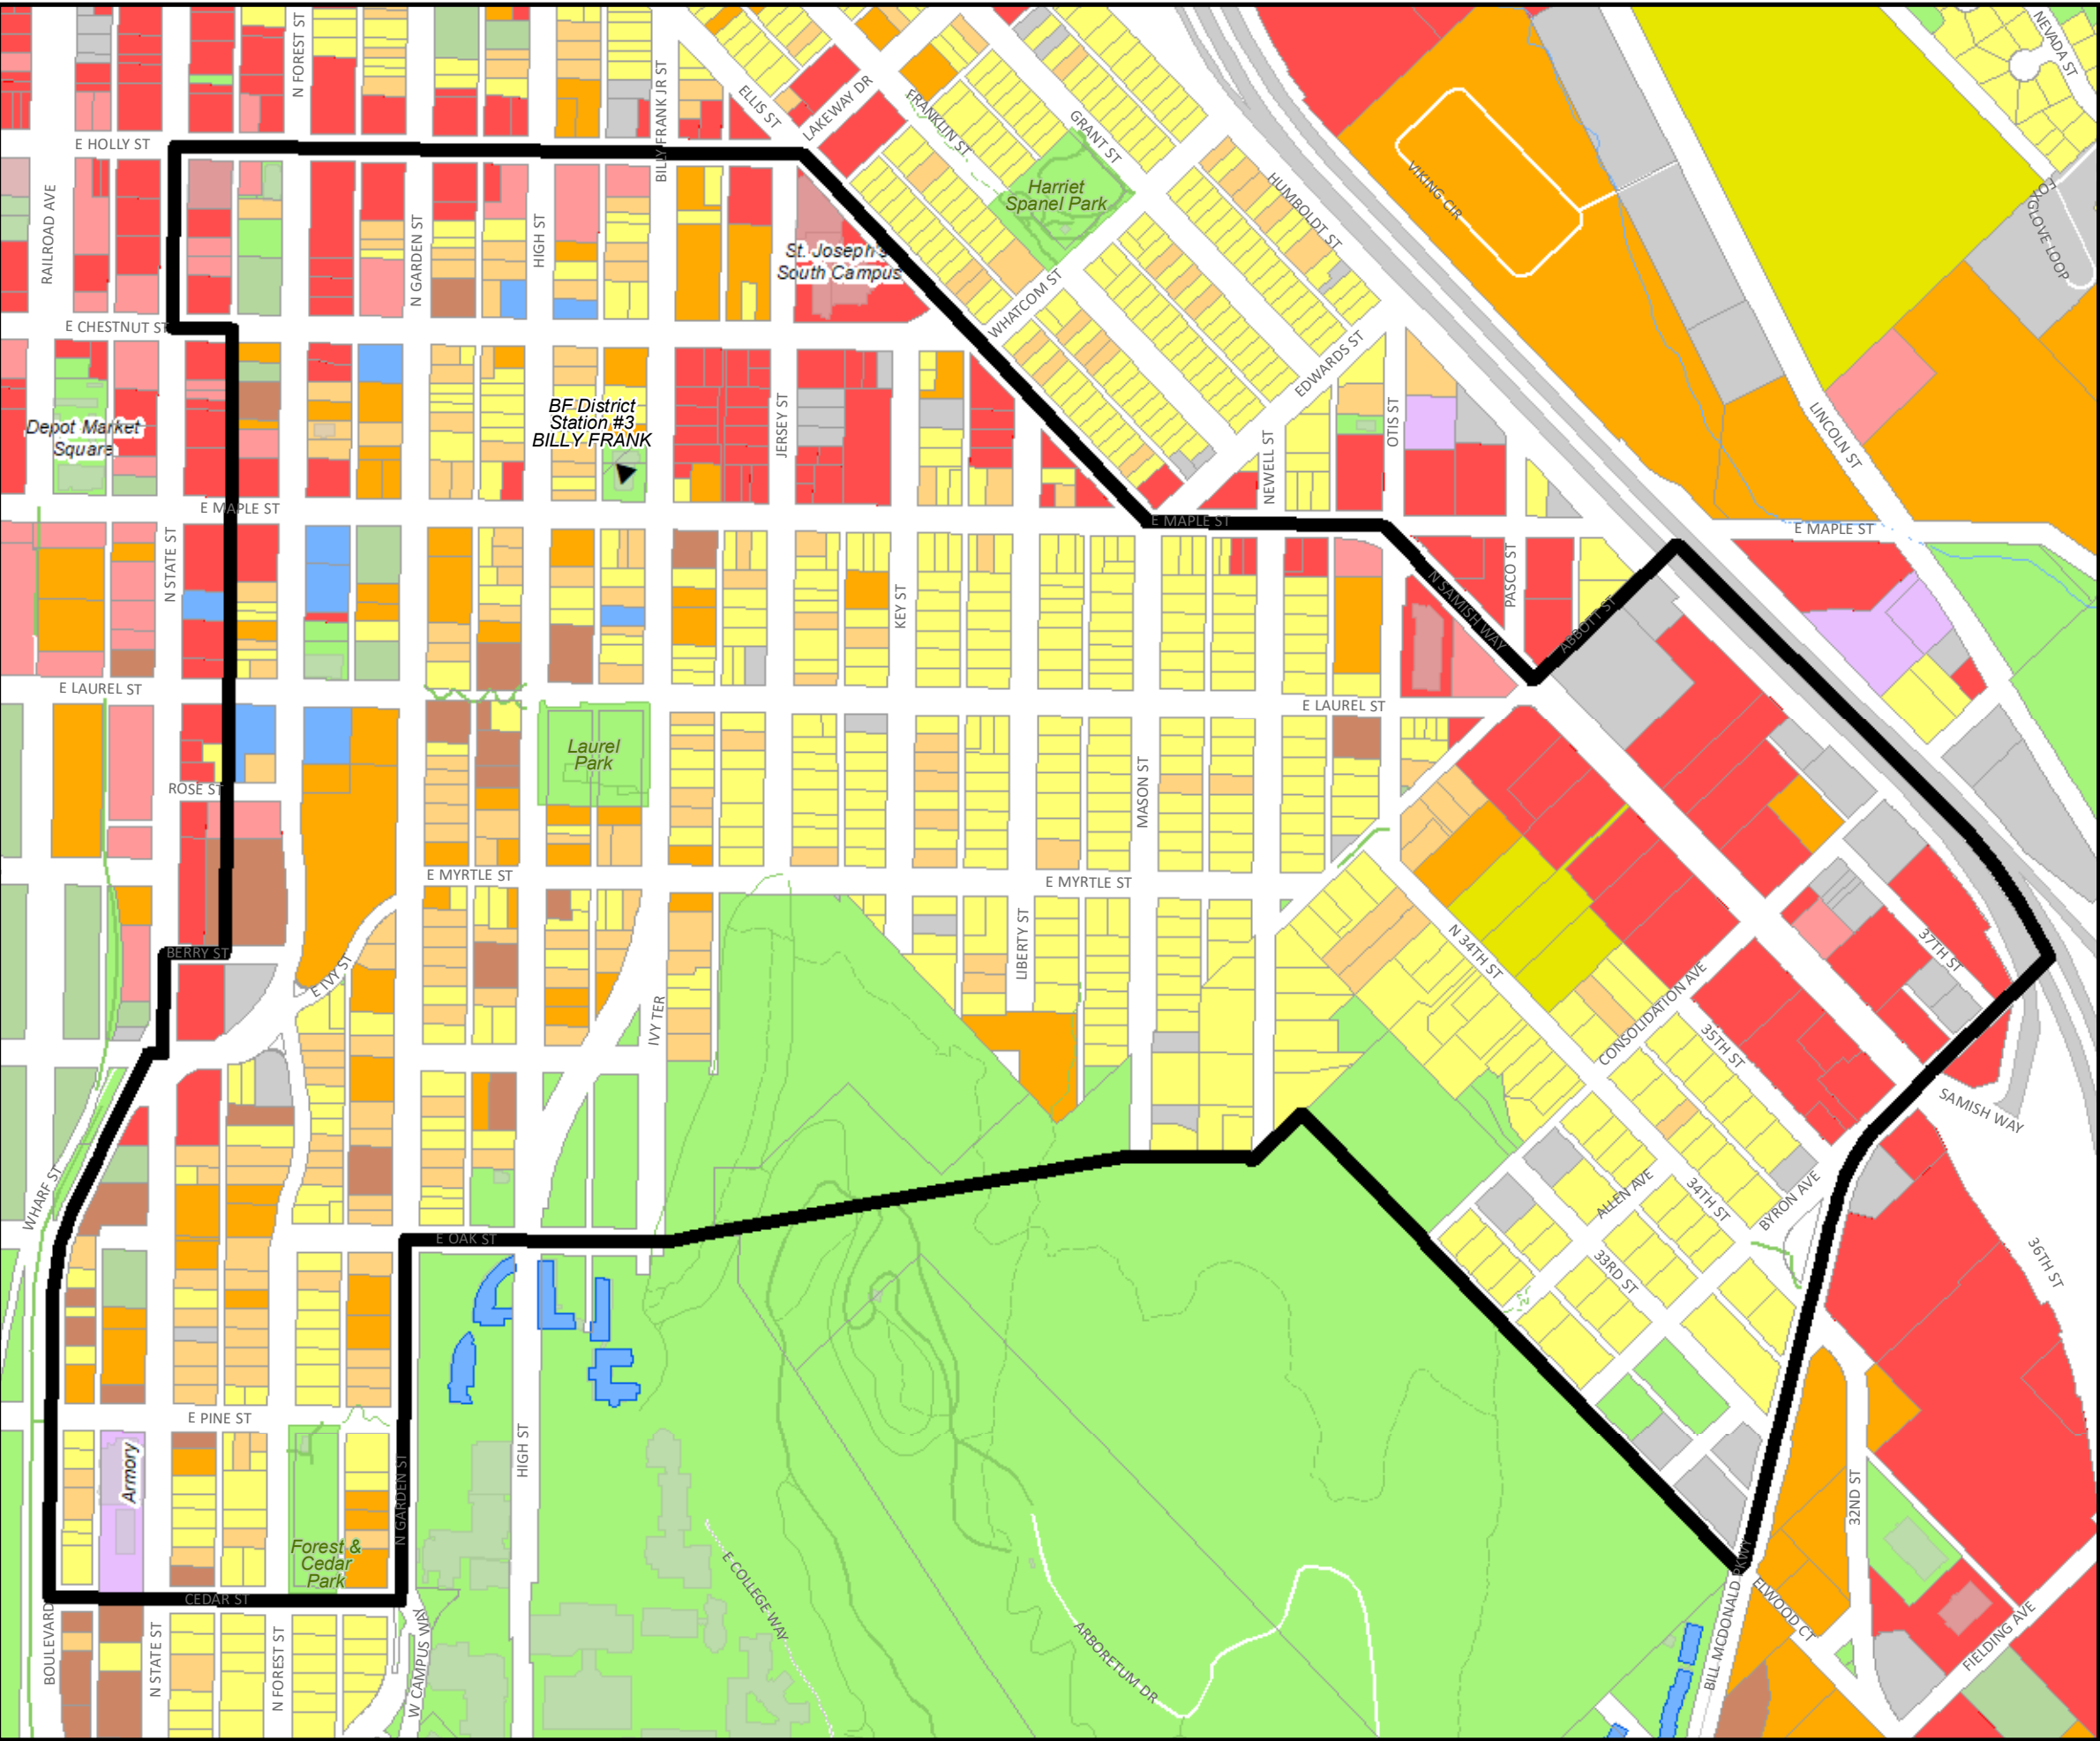 N FOREST ST
NEVADA ST
E HOLLY ST
BILLY FRANK JR ST
ELLIS ST
LAKEWAY DR
FRANKLIN ST
GRANT ST
Harriet
Spanel Park
HUMBOLDT ST
VIKING CIR
FOXGLOVE LOOP
RAILROAD AVE
N GARDEN ST
HIGH ST
St. Joseph's
South Campus
WHATCOM ST
E CHESTNUT ST
EDWARDS ST
LINCOLN ST
Depot Market
Square
BF District
Station #3
BILLY FRANK
JERSEY ST
NEWELL ST
OTIS ST
E MAPLE ST
E MAPLE ST
E MAPLE ST
N STATE ST
KEY ST
N SAMISH WAY
PASCO ST
ABBOTT ST
E LAUREL ST
E LAUREL ST
Laurel
Park
ROSE ST
MASON ST
E MYRTLE ST
E MYRTLE ST
BERRY ST
E IVY ST
IVY TER
LIBERTY ST
N 34TH ST
37TH ST
CONSOLIDATION AVE
35TH ST
SAMISH WAY
WHARF ST
ALLEN AVE
34TH ST
BYRON AVE
E OAK ST
33RD ST
36TH ST
E PINE ST
Armory
HIGH ST
N GARDEN ST
32ND ST
Forest &
Cedar
Park
E COLLEGE WAY
CEDAR ST
BOULEVARD
N STATE ST
N FOREST ST
W CAMPUS WAY
ARBORETUM DR
BILL MCDONALD PKWY
ELWOOD CT
FIELDING AVE